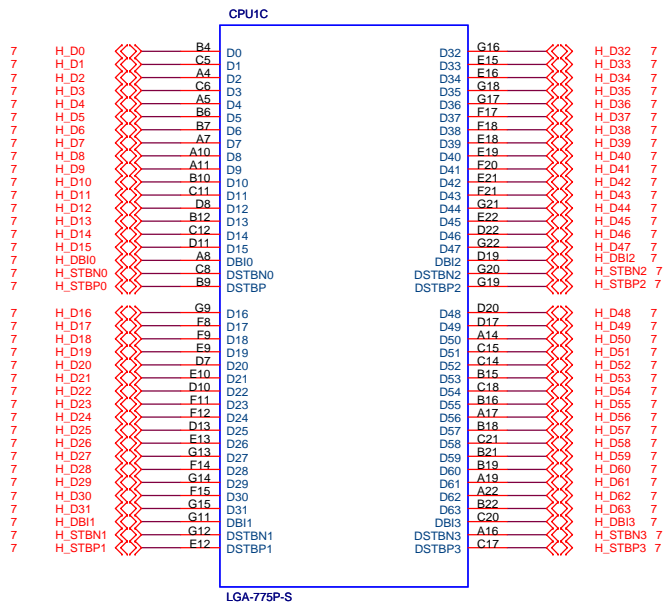 CPU1C
7 H_D0 B4 D0 D32 G16 H_D32 7
7 H_D1 C5 D1 D33 E15 H_D33 7
7 H_D2 A4 D2 D34 E16 H_D34 7
7 H_D3 C6 D3 D35 G18 H_D35 7
7 H_D4 A5 D4 D36 G17 H_D36 7
7 H_D5 B6 D5 D37 F17 H_D37 7
7 H_D6 B7 D6 D38 F18 H_D38 7
7 H_D7 A7 D7 D39 E18 H_D39 7
7 H_D8 A10 D8 D40 E19 H_D40 7
7 H_D9 A11 D9 D41 F20 H_D41 7
7 H_D10 B10 D10 D42 E21 H_D42 7
7 H_D11 C11 D11 D43 F21 H_D43 7
7 H_D12 D8 D12 D44 G21 H_D44 7
7 H_D13 B12 D13 D45 E22 H_D45 7
7 H_D14 C12 D14 D46 D22 H_D46 7
7 H_D15 D11 D15 D47 G22 H_D47 7
7 H_DBI0 A8 DBI0 DBI2 D19 H_DBI2 7
7 H_STBN0 C8 DSTBN0 DSTBN2 G20 H_STBN2 7
7 H_STBP0 B9 DSTBP DSTBP2 G19 H_STBP2 7
7 H_D16 G9 D16 D48 D20 H_D48 7
7 H_D17 F8 D17 D49 D17 H_D49 7
7 H_D18 F9 D18 D50 A14 H_D50 7
7 H_D19 E9 D19 D51 C15 H_D51 7
7 H_D20 D7 D20 D52 C14 H_D52 7
7 H_D21 E10 D21 D53 B15 H_D53 7
7 H_D22 D10 D22 D54 C18 H_D54 7
7 H_D23 F11 D23 D55 B16 H_D55 7
7 H_D24 F12 D24 D56 A17 H_D56 7
7 H_D25 D13 D25 D57 B18 H_D57 7
7 H_D26 E13 D26 D58 C21 H_D58 7
7 H_D27 G13 D27 D59 B21 H_D59 7
7 H_D28 F14 D28 D60 B19 H_D60 7
7 H_D29 G14 D29 D61 A19 H_D61 7
7 H_D30 F15 D30 D62 A22 H_D62 7
7 H_D31 G15 D31 D63 B22 H_D63 7
7 H_DBI1 G11 DBI1 DBI3 C20 H_DBI3 7
7 H_STBN1 G12 DSTBN1 DSTBN3 A16 H_STBN3 7
7 H_STBP1 E12 DSTBP1 DSTBP3 C17 H_STBP3 7
LGA-775P-S